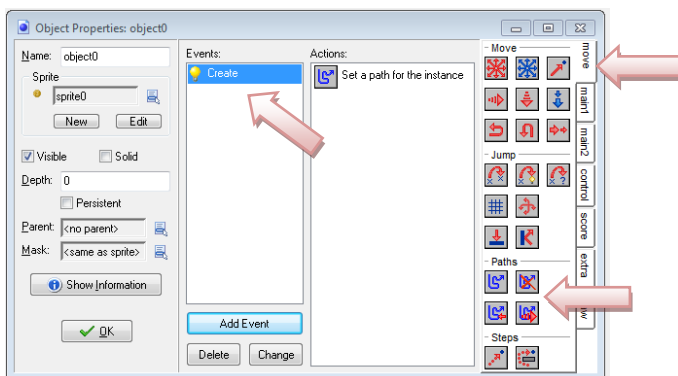 Object Properties: object0
Name: object0
Sprite
sprite0
New Edit
Visible Solid
Depth: 0
Persistent
Parent: <no parent>
Mask: <same as sprite>
Show Information
OK
Events:
Create
Add Event
Delete Change
Actions:
Set a path for the instance
Move
Jump
Paths
Steps
move
main1
main2
control
score
extra